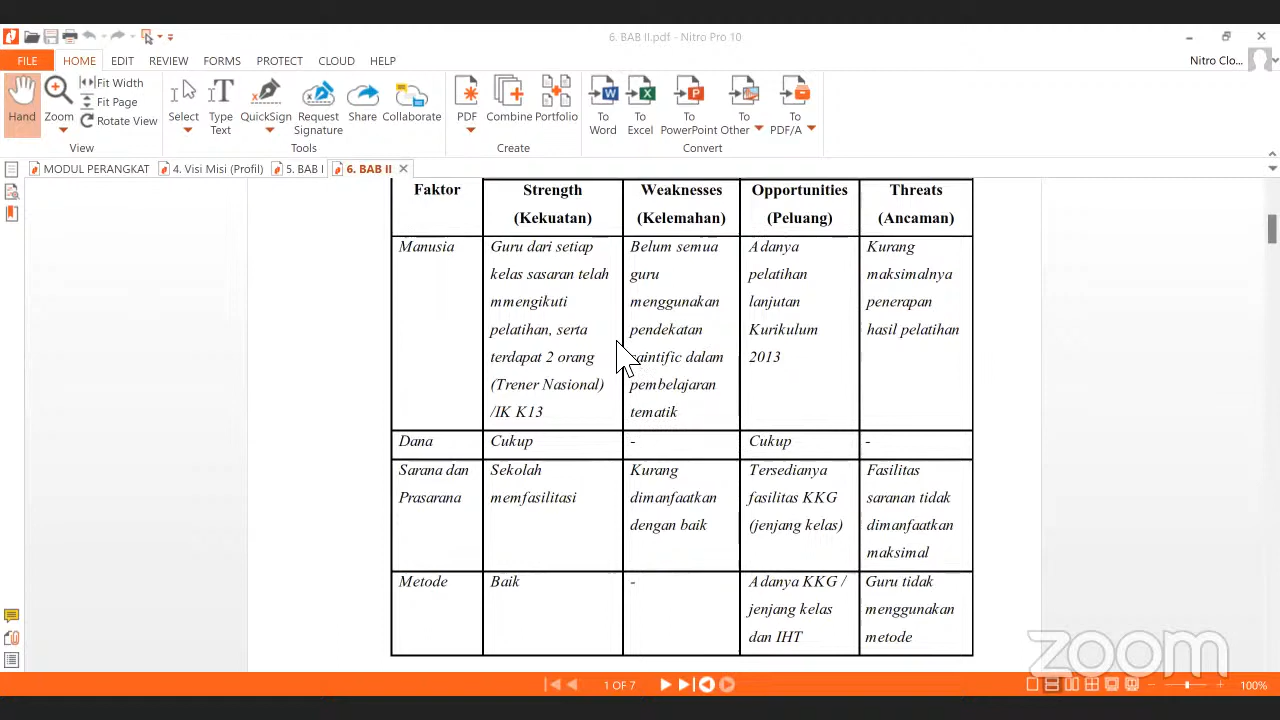 6. BAB II.pdf - Nitro Pro 10
FILE HOME EDIT REVIEW FORMS PROTECT CLOUD HELP
Nitro Clo...
Hand
Zoom
Fit Width
Fit Page
Rotate View
View
Select
Type Text
QuickSign
Request Signature
Share
Collaborate
Tools
PDF
Combine
Portfolio
Create
To Word
To Excel
To PowerPoint
To Other
To PDF/A
Convert
MODUL PERANGKAT
4. Visi Misi (Profil)
5. BAB I
6. BAB II
Faktor
Strength
(Kekuatan)
Weaknesses
(Kelemahan)
Opportunities
(Peluang)
Threats
(Ancaman)
Manusia
Guru dari setiap
kelas sasaran telah
mmengikuti
pelatihan, serta
terdapat 2 orang
(Trener Nasional)
/IK K13
Belum semua
guru
menggunakan
pendekatan
dalam
pembelajaran
tematik
Adanya
pelatihan
lanjutan
Kurikulum
2013
Kurang
maksimalnya
penerapan
hasil pelatihan
Dana
Cukup
-
Cukup
-
Sarana dan
Prasarana
Sekolah
memfasilitasi
Kurang
dimanfaatkan
dengan baik
Tersedianya
fasilitas KKG
(jenjang kelas)
Fasilitas
saranan tidak
dimanfaatkan
maksimal
Metode
Baik
-
Adanya KKG /
jenjang kelas
dan IHT
Guru tidak
menggunakan
metode
zoom
1 OF 7
100%